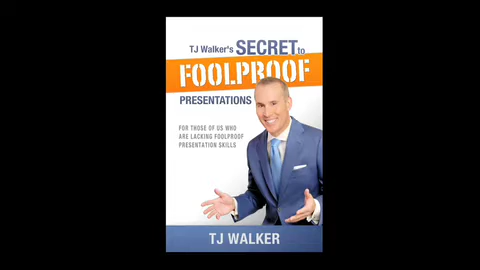 TJ Walker's SECRET to
FOOLPROOF
PRESENTATIONS
FOR THOSE OF US WHO
ARE LACKING FOOLPROOF
PRESENTATION SKILLS
TJ WALKER